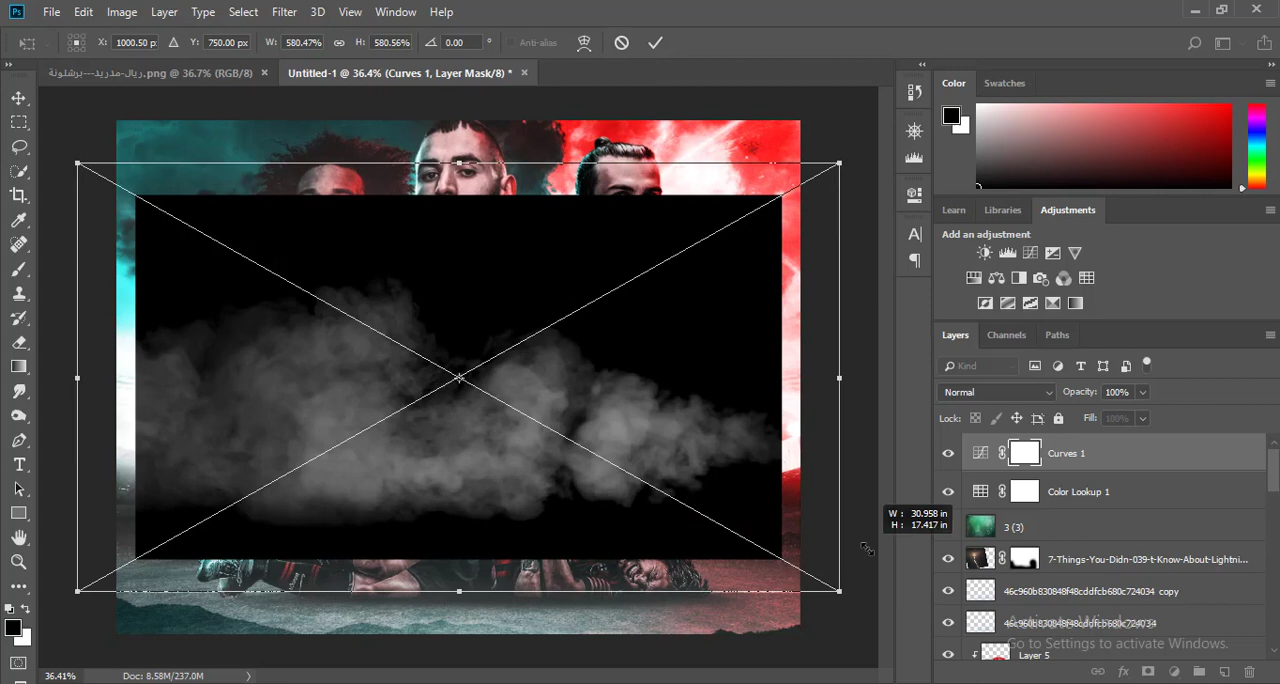 Ps File Edit Image Layer Type Select Filter 3D View Window Help
X: 1000.50 p: Y: 750.00 px W: 580.47% H: 580.56% 0.00 ° Anti-alias
ريال-مدريد---برشلونة.png @ 36.7% (RGB/8) × Untitled-1 @ 36.4% (Curves 1, Layer Mask/8) * ×
Color Swatches
Learn Libraries Adjustments
Add an adjustment
Layers Channels Paths
Kind
Normal Opacity: 100%
Lock: Fill: 100%
Curves 1
Color Lookup 1
W : 30.958 in
H : 17.417 in
3 (3)
7-Things-You-Didn-039-t-Know-About-Lightni...
46c960b830848f48cddfcb680c724034 copy
46c960b830848f48cddfcb680c724034
Activate Windows
Go to Settings to activate Windows.
Layer 5
36.41% Doc: 8.58M/237.0M